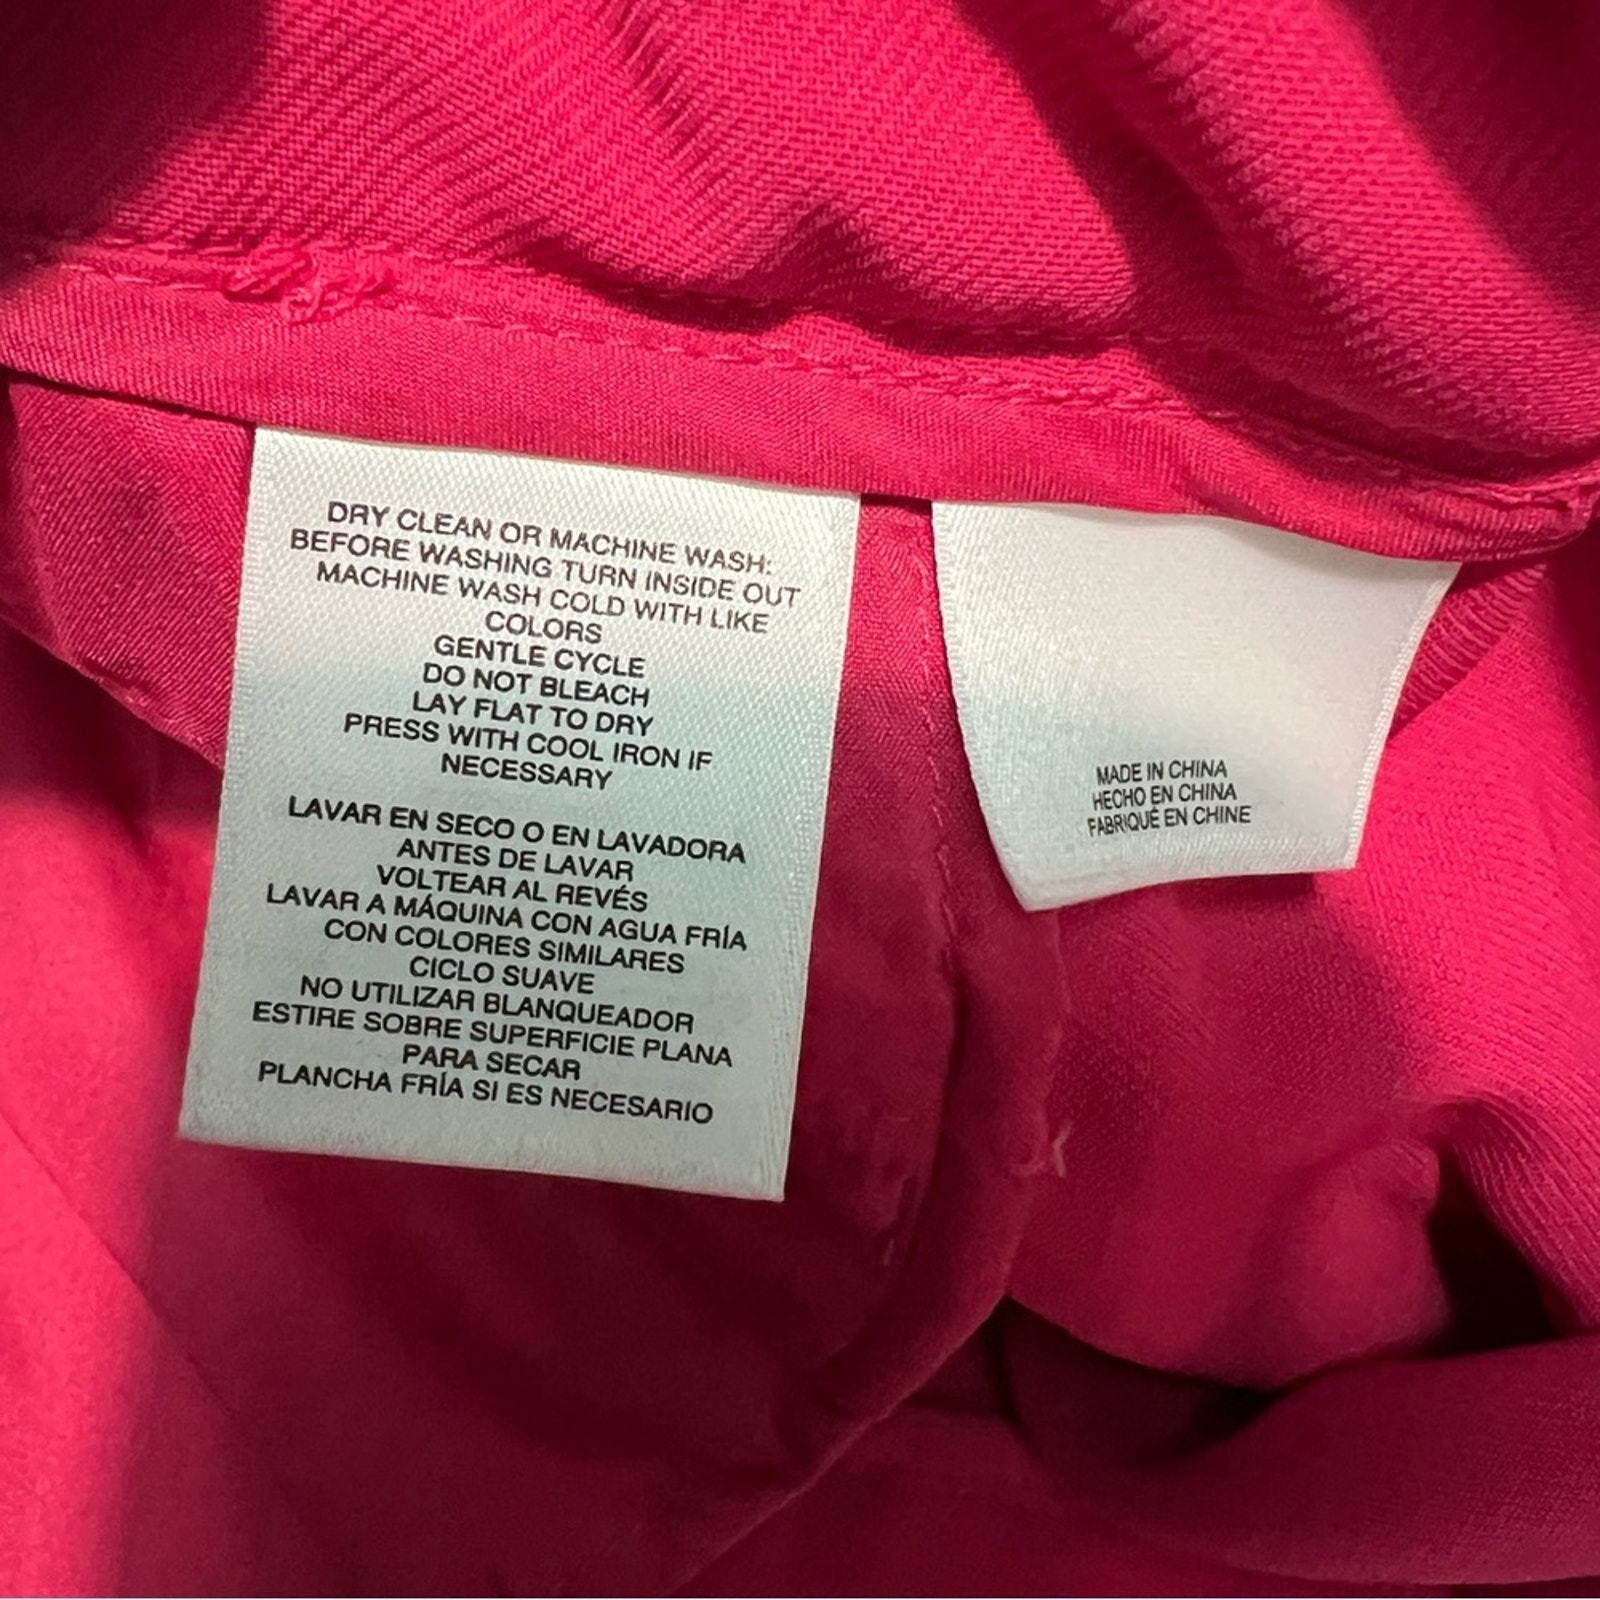 DRY CLEAN OR MACHINE WASH:
BEFORE WASHING TURN INSIDE OUT
MACHINE WASH COLD WITH LIKE
COLORS
GENTLE CYCLE
DO NOT BLEACH
LAY FLAT TO DRY
PRESS WITH COOL IRON IF
NECESSARY
LAVAR EN SECO O EN LAVADORA
ANTES DE LAVAR
VOLTEAR AL REVÉS
LAVAR A MÁQUINA CON AGUA FRÍA
CON COLORES SIMILARES
CICLO SUAVE
NO UTILIZAR BLANQUEADOR
ESTIRE SOBRE SUPERFICIE PLANA
PARA SECAR
PLANCHA FRÍA SI ES NECESARIO
MADE IN CHINA
HECHO EN CHINA
FABRIQUÉ EN CHINE